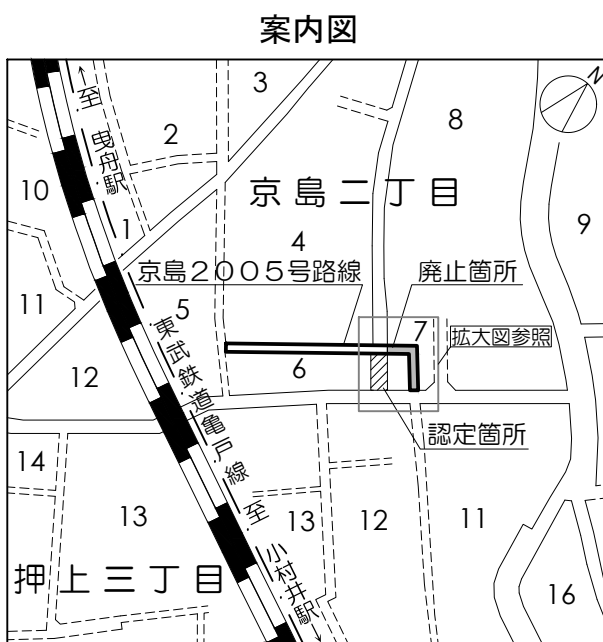 案内図
N
3
8
2
↑至 曳舟駅
10
京島二丁目
9
1
4
京島2005号路線
廃止箇所
11
5
7
拡大図参照
12
6
東武鉄道亀戸線
認定箇所
14
13
至 小村井駅↓
13
12
11
押上三丁目
16